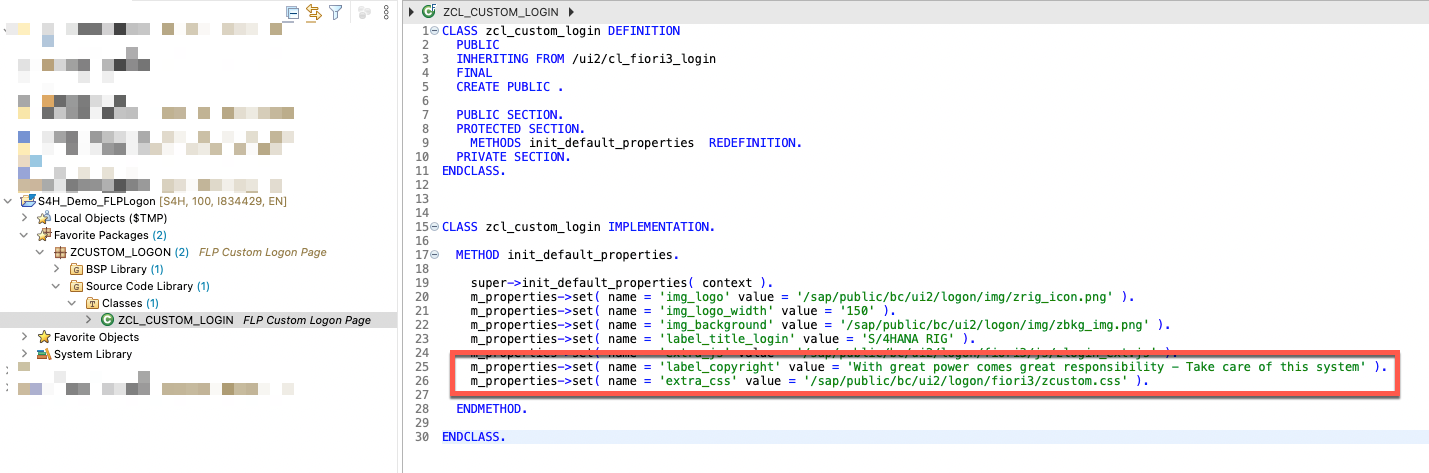 ZCL_CUSTOM_LOGIN
S4H_Demo_FLPLogon [S4H, 100, I834429, EN]
Local Objects ($TMP)
Favorite Packages (2)
ZCUSTOM_LOGON (2) FLP Custom Logon Page
BSP Library (1)
Source Code Library (1)
Classes (1)
ZCL_CUSTOM_LOGIN FLP Custom Logon Page
Favorite Objects
System Library
1 CLASS zcl_custom_login DEFINITION
2 PUBLIC
3 INHERITING FROM /ui2/cl_fiori3_login
4 FINAL
5 CREATE PUBLIC .
6
7 PUBLIC SECTION.
8 PROTECTED SECTION.
9 METHODS init_default_properties REDEFINITION.
10 PRIVATE SECTION.
11 ENDCLASS.
12
13
14
15 CLASS zcl_custom_login IMPLEMENTATION.
16
17 METHOD init_default_properties.
18
19 super->init_default_properties( context ).
20 m_properties->set( name = 'img_logo' value = '/sap/public/bc/ui2/logon/img/zrig_icon.png' ).
21 m_properties->set( name = 'img_logo_width' value = '150' ).
22 m_properties->set( name = 'img_background' value = '/sap/public/bc/ui2/logon/img/zbkg_img.png' ).
23 m_properties->set( name = 'label_title_login' value = 'S/4HANA RIG' ).
24 m_properties->set( name = 'extra_js' value = '/sap/public/bc/ui2/logon/fiori3/js/zlogin_ext.js' ).
25 m_properties->set( name = 'label_copyright' value = 'With great power comes great responsibility – Take care of this system' ).
26 m_properties->set( name = 'extra_css' value = '/sap/public/bc/ui2/logon/fiori3/zcustom.css' ).
27
28 ENDMETHOD.
29
30 ENDCLASS.